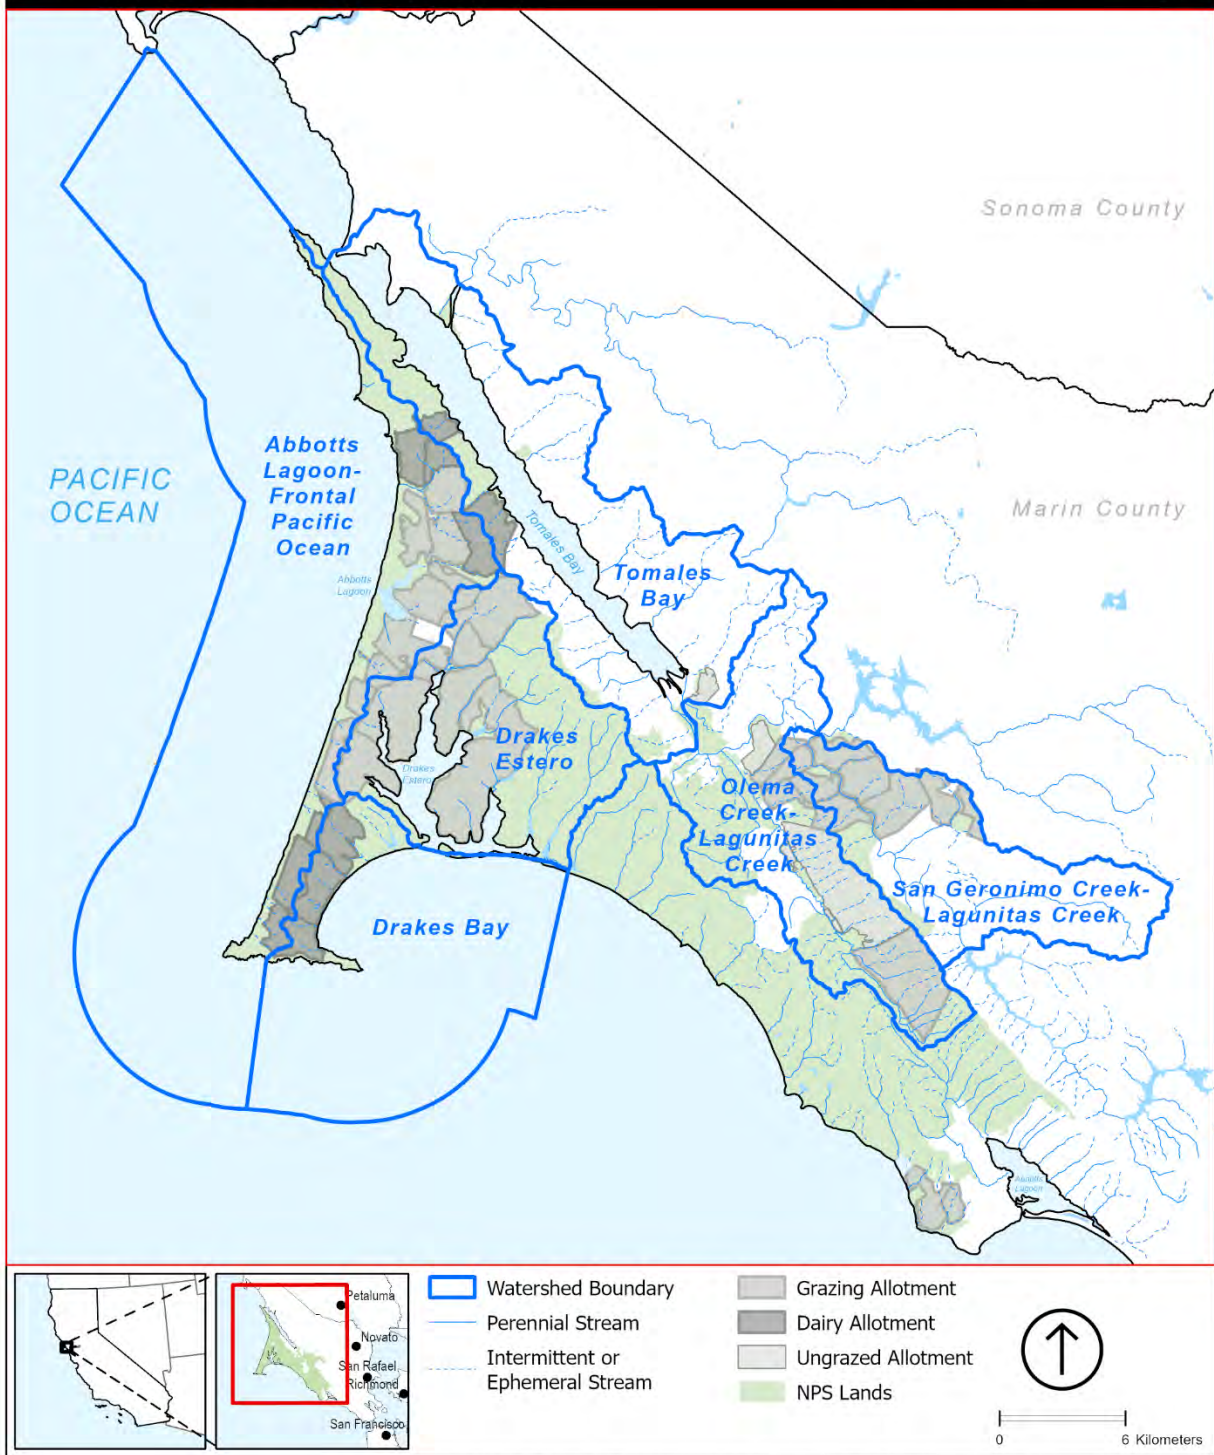 Sonoma County
Abbotts
Lagoon-
Frontal
Pacific
Ocean
PACIFIC
OCEAN
Marin County
Tomales Bay
Tomales
Bay
Abbotts
Lagoon
Drakes
Estero
Drakes
Estero
Olema
Creek-
Lagunitas
Creek
San Geronimo Creek-
Lagunitas Creek
Drakes Bay
Abbotts
Lagoon
Petaluma
Novato
San Rafael
Richmond
San Francisco
Watershed Boundary
Perennial Stream
Intermittent or
Ephemeral Stream
Grazing Allotment
Dairy Allotment
Ungrazed Allotment
NPS Lands
0 6 Kilometers